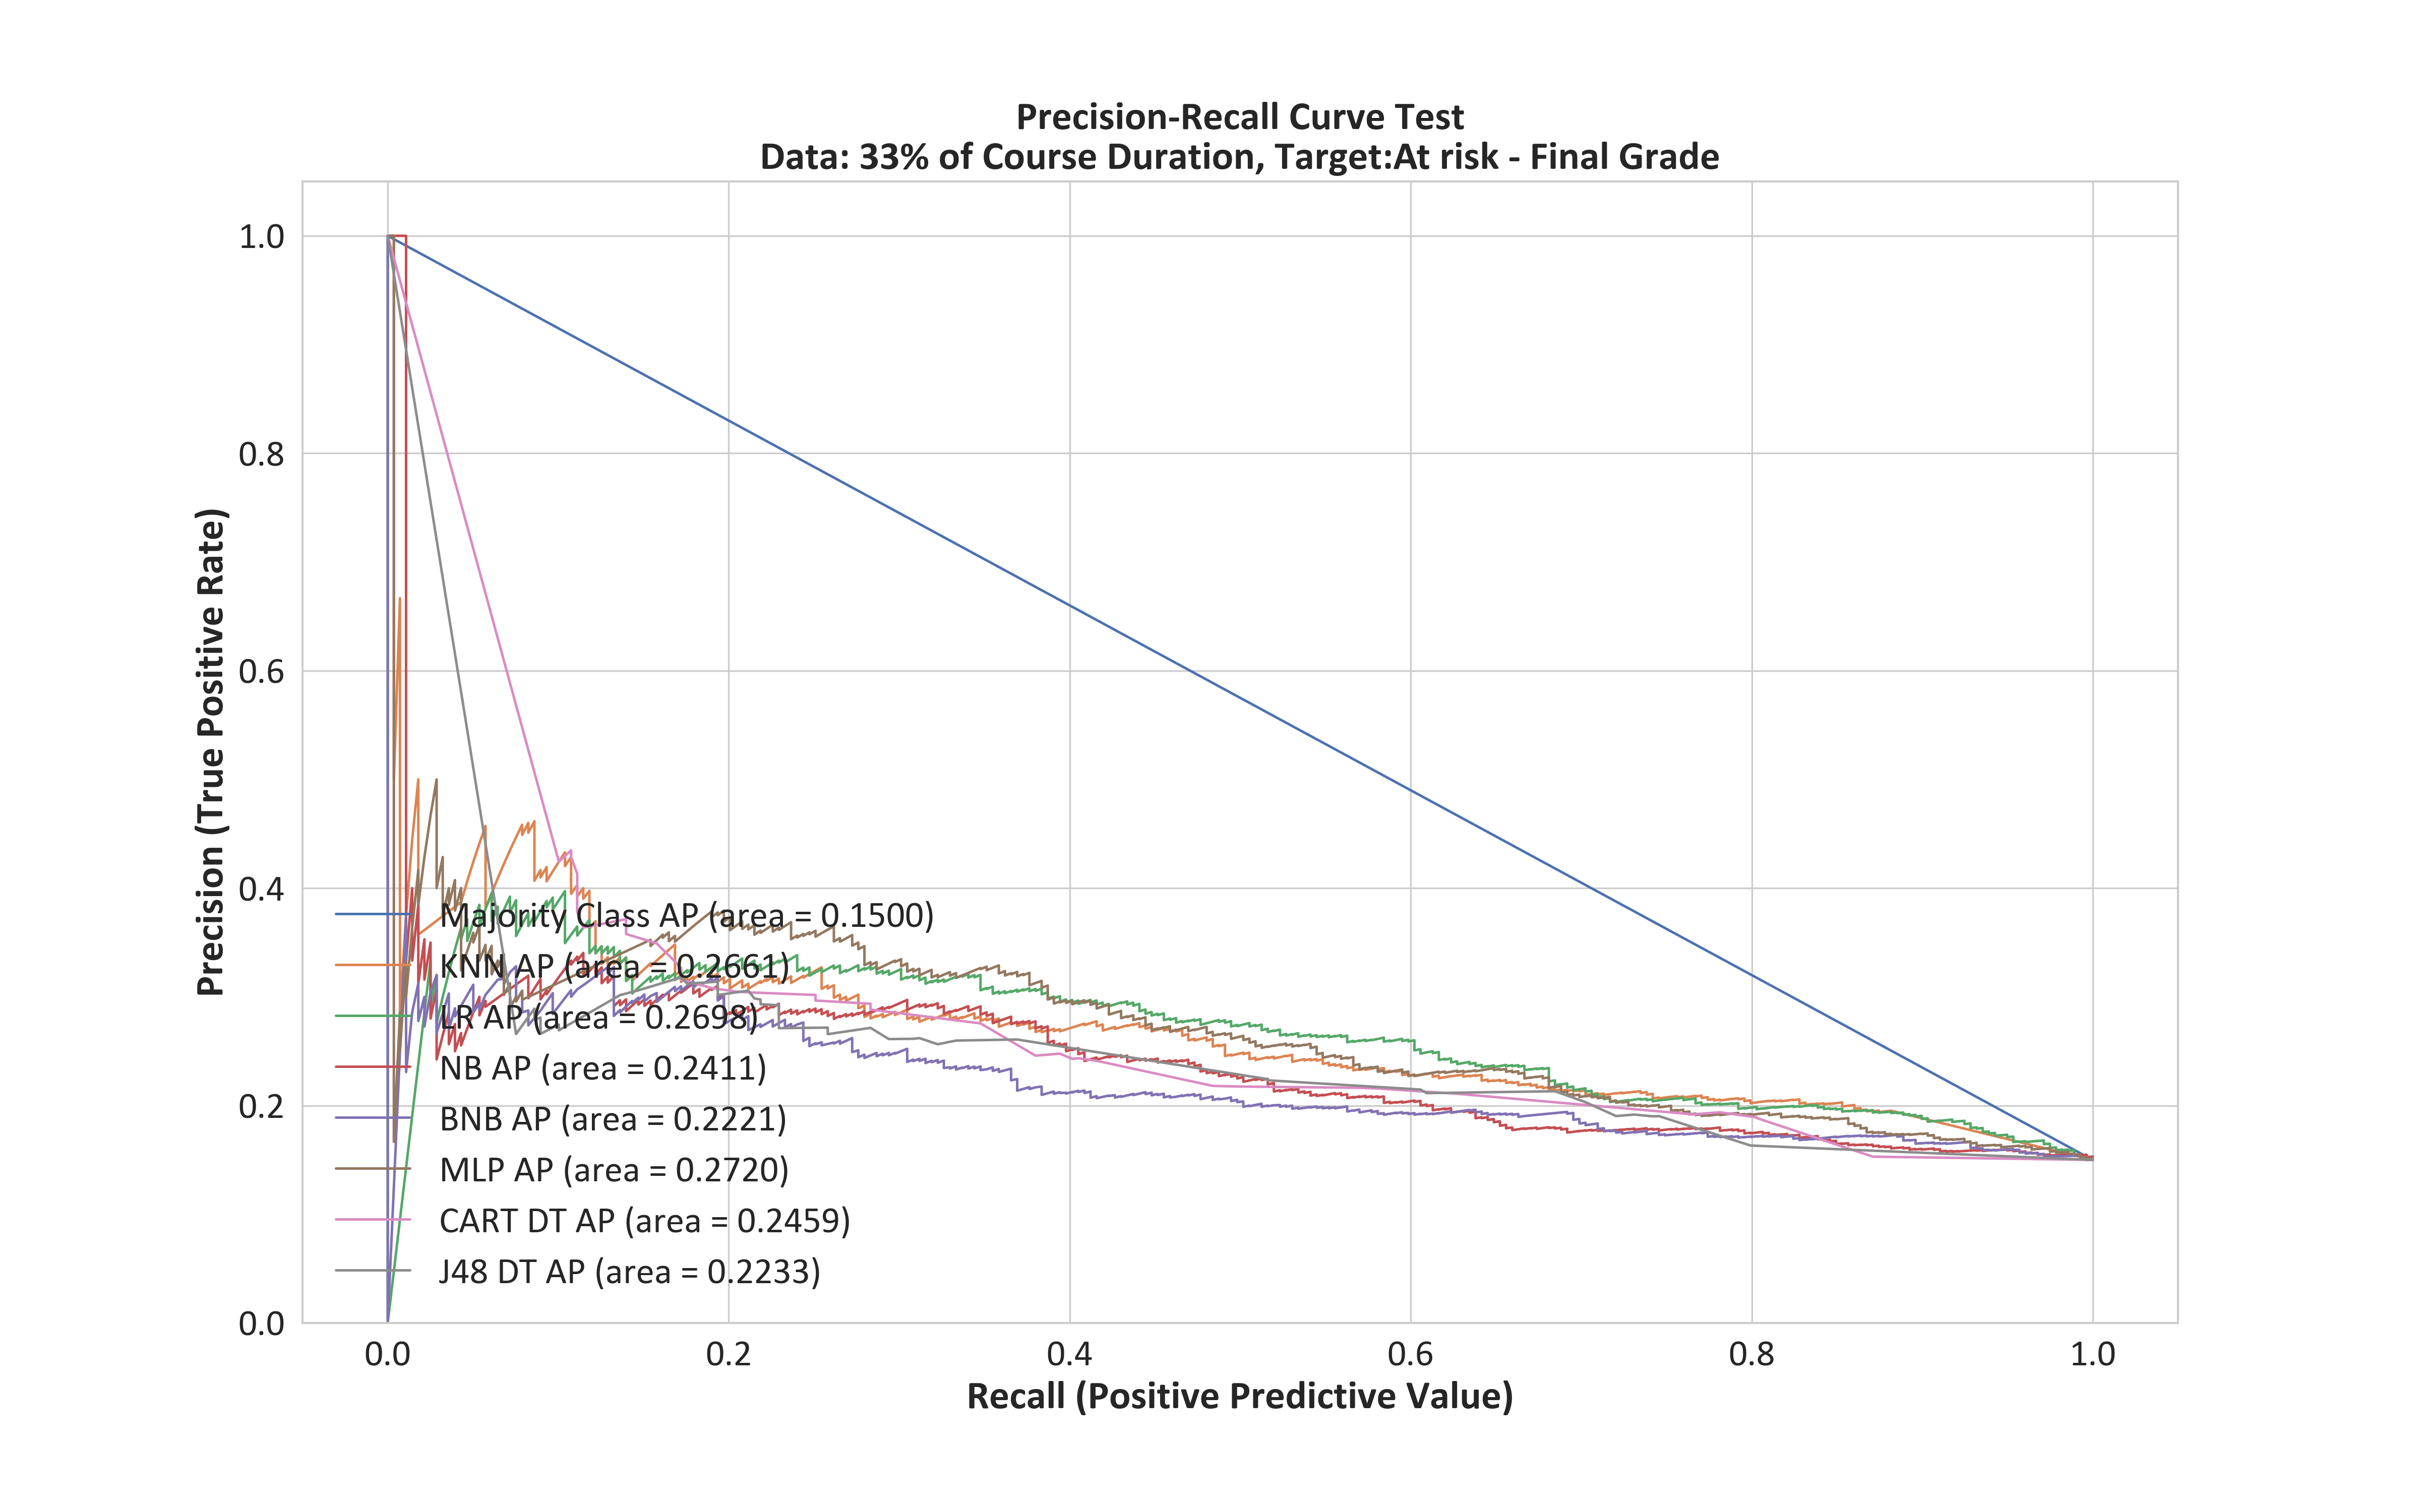 Precision-Recall Curve Test
Data: 33% of Course Duration, Target:At risk - Final Grade
Precision (True Positive Rate)
1.0
0.8
0.6
0.4
0.2
0.0
Majority Class AP (area = 0.1500)
KNN AP (area = 0.2661)
LR AP (area = 0.2698)
NB AP (area = 0.2411)
BNB AP (area = 0.2221)
MLP AP (area = 0.2720)
CART DT AP (area = 0.2459)
J48 DT AP (area = 0.2233)
0.0 0.2 0.4 0.6 0.8 1.0
Recall (Positive Predictive Value)